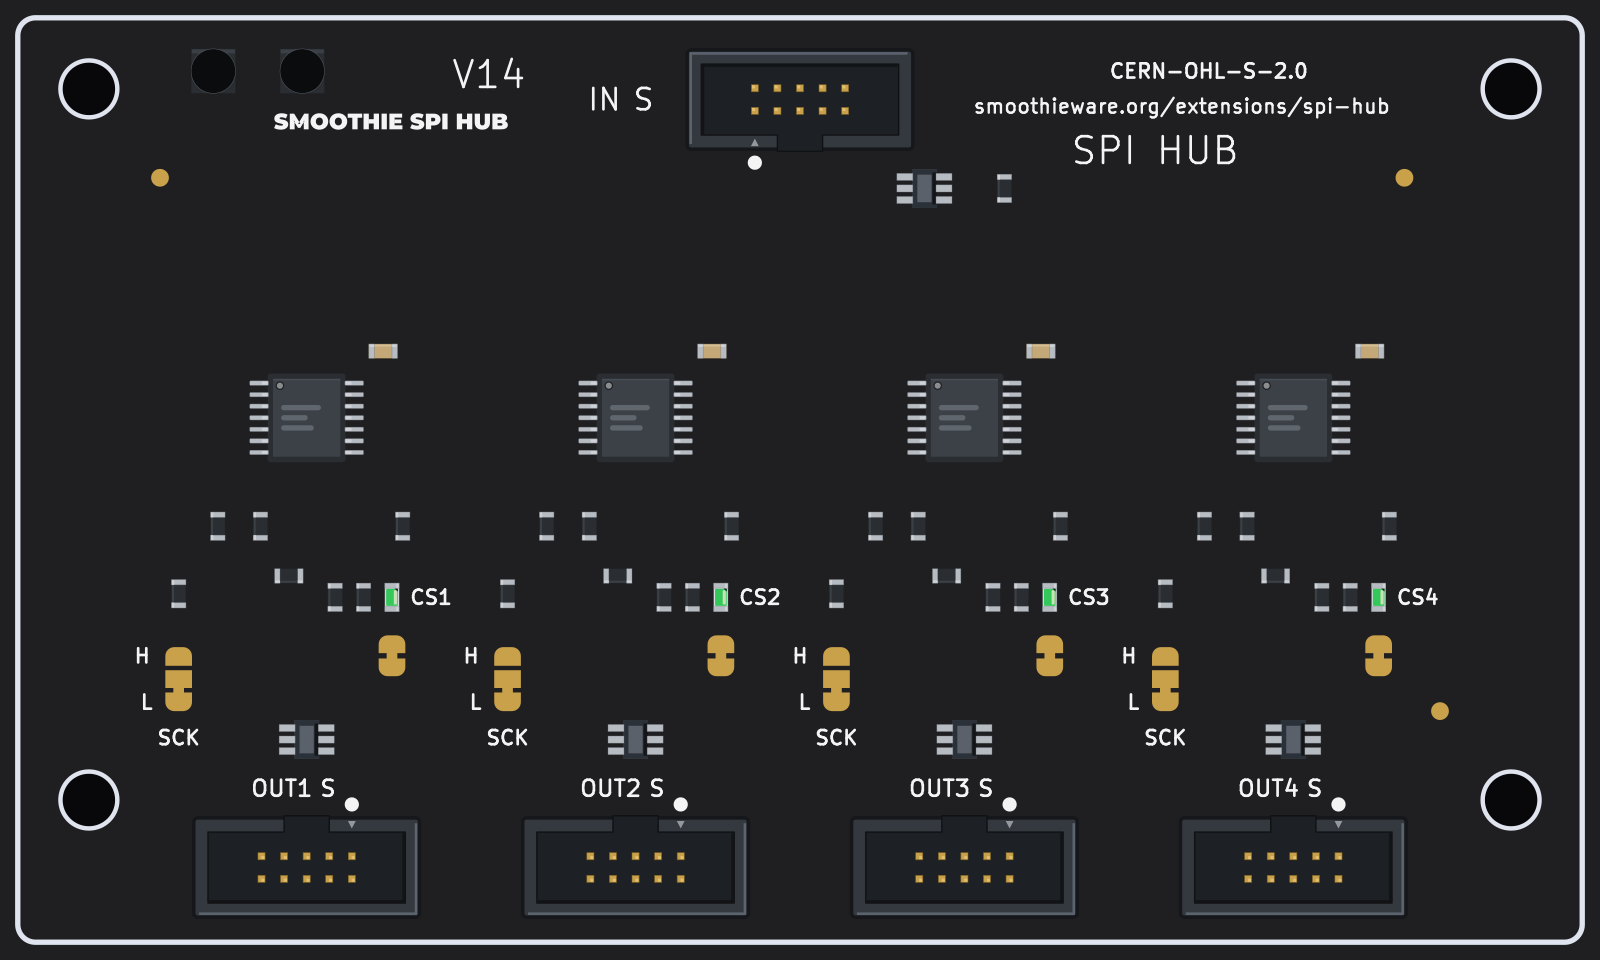 V14
SMOOTHIE SPI HUB
IN S
CERN-OHL-S-2.0
smoothieware.org/extensions/spi-hub
SPI HUB
CS1
CS2
CS3
CS4
H
H
H
H
L
L
L
L
SCK
SCK
SCK
SCK
OUT1 S
OUT2 S
OUT3 S
OUT4 S